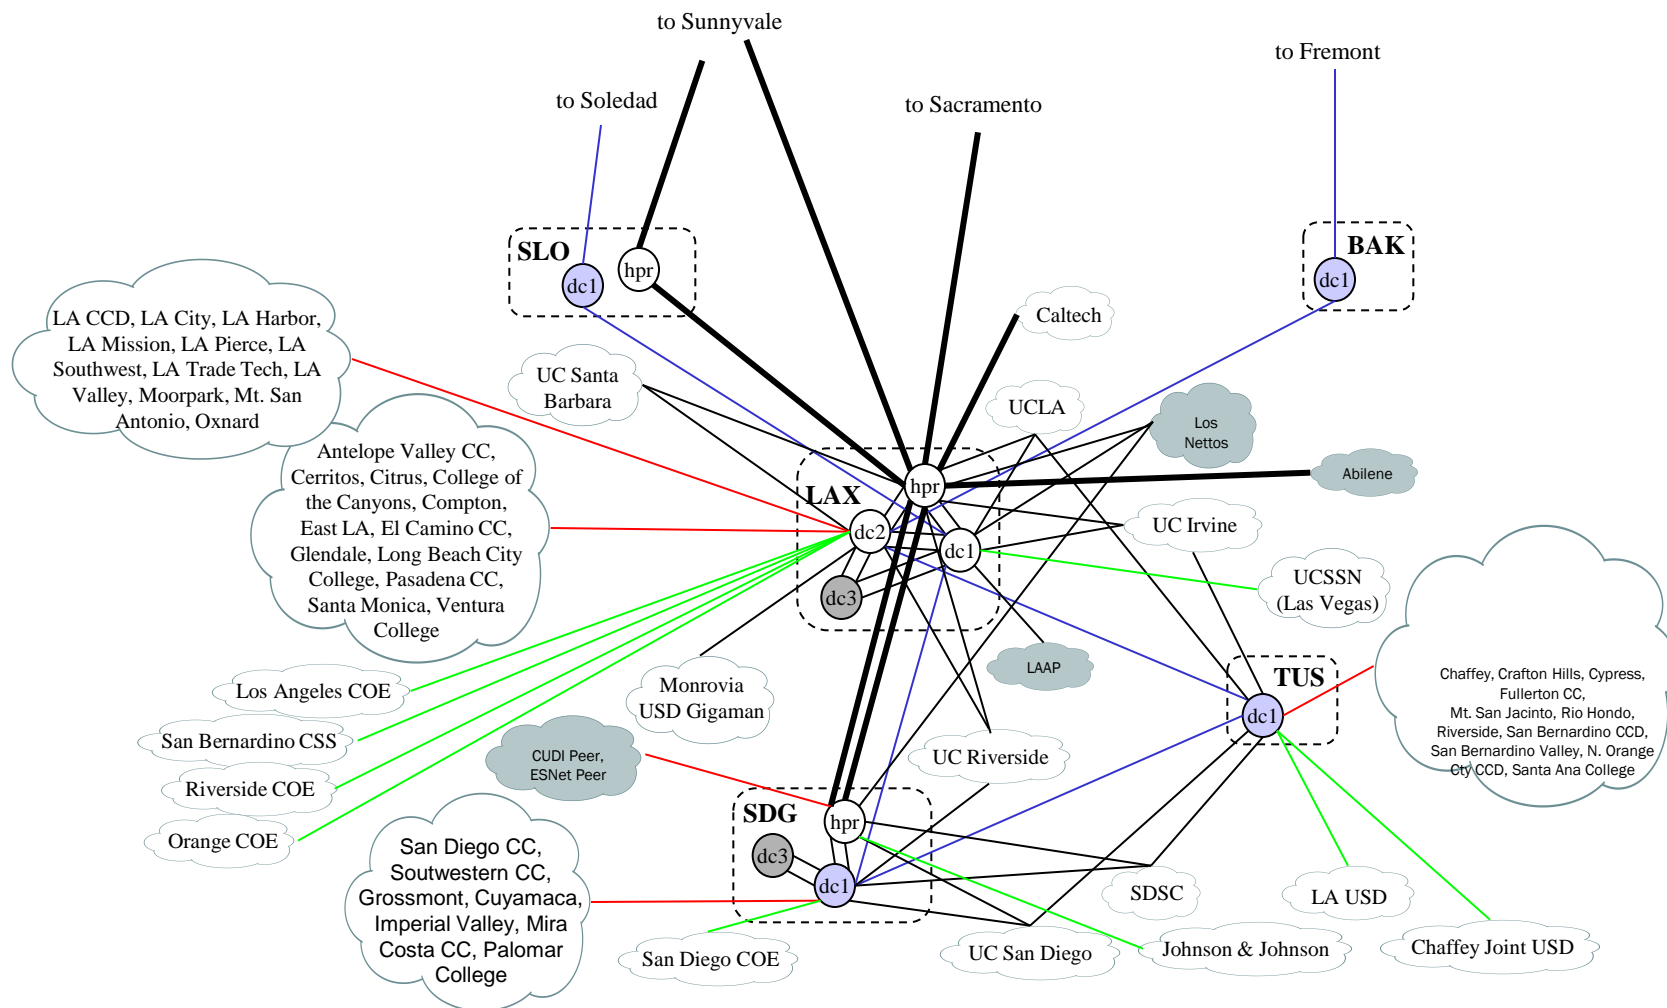 to Sunnyvale
to Fremont
to Soledad
to Sacramento
SLO
hpr
dc1
BAK
dc1
LA CCD, LA City, LA Harbor,
LA Mission, LA Pierce, LA
Southwest, LA Trade Tech, LA
Valley, Moorpark, Mt. San
Antonio, Oxnard
Caltech
UC Santa
Barbara
UCLA
Los
Nettos
Antelope Valley CC,
Cerritos, Citrus, College of
the Canyons, Compton,
East LA, El Camino CC,
Glendale, Long Beach City
College, Pasadena CC,
Santa Monica, Ventura
College
Abilene
LAX
hpr
dc2
dc1
dc3
UC Irvine
UCSSN
(Las Vegas)
LAAP
Los Angeles COE
Monrovia
USD Gigaman
TUS
dc1
Chaffey, Crafton Hills, Cypress,
Fullerton CC,
Mt. San Jacinto, Rio Hondo,
Riverside, San Bernardino CCD,
San Bernardino Valley, N. Orange
Cty CCD, Santa Ana College
San Bernardino CSS
CUDI Peer,
ESNet Peer
UC Riverside
Riverside COE
Orange COE
SDG
hpr
dc3
dc1
San Diego CC,
Soutwestern CC,
Grossmont, Cuyamaca,
Imperial Valley, Mira
Costa CC, Palomar
College
SDSC
LA USD
San Diego COE
UC San Diego
Johnson & Johnson
Chaffey Joint USD